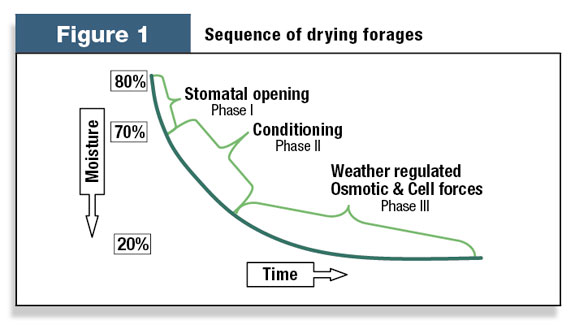 Figure 1
Sequence of drying forages
80%
Stomatal opening
Phase I
70%
Conditioning
Phase II
Moisture
Weather regulated
Osmotic & Cell forces
Phase III
20%
Time